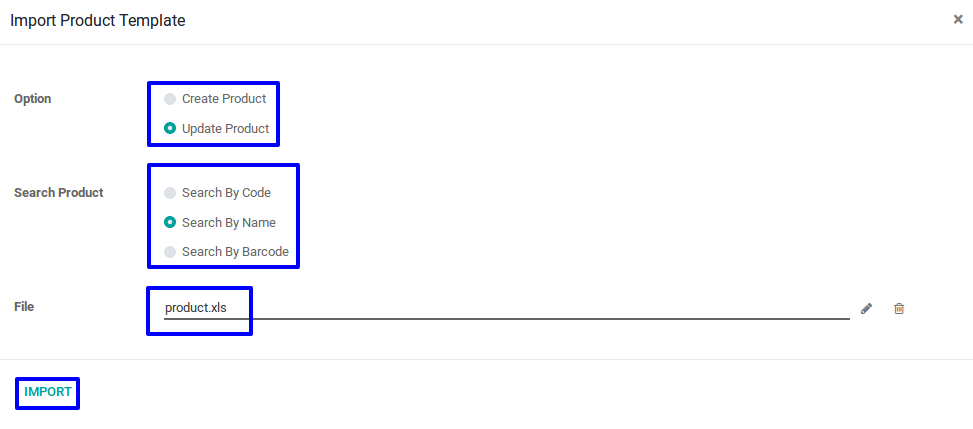 Import Product Template ×
Option
Create Product
Update Product
Search Product
Search By Code
Search By Name
Search By Barcode
File
product.xls
IMPORT